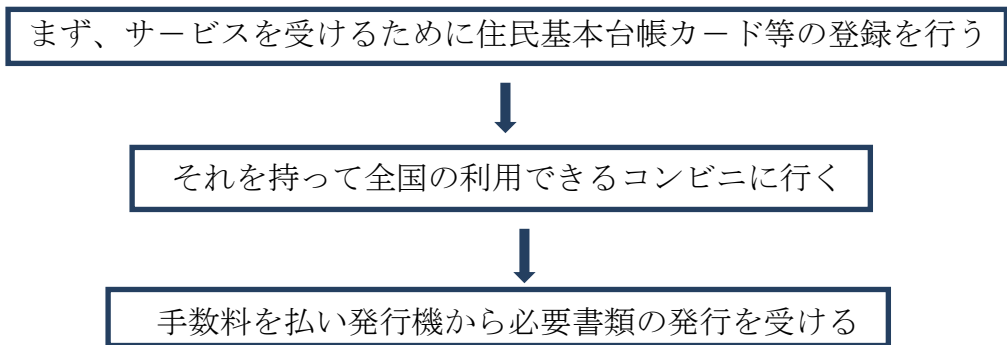 まず、サービスを受けるために住民基本台帳カード等の登録を行う
それを持って全国の利用できるコンビニに行く
手数料を払い発行機から必要書類の発行を受ける